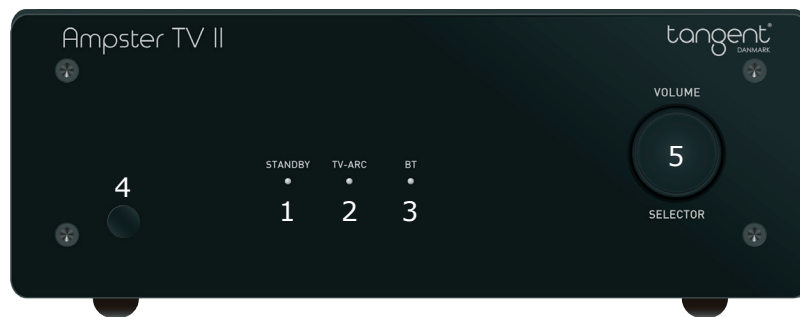 Ampster TV II
tangent®
DANMARK
VOLUME
STANDBY TV-ARC BT
5
4
1 2 3
SELECTOR